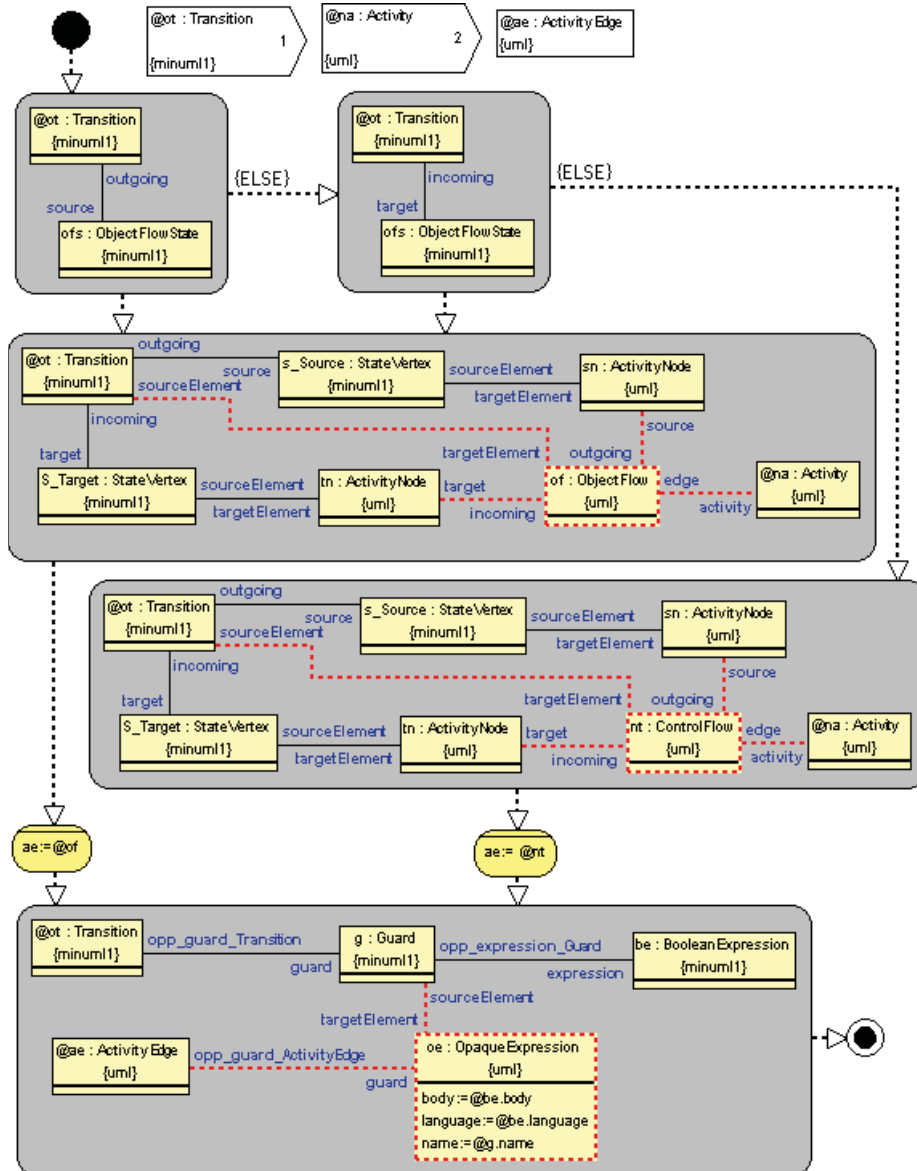 @ot : Transition
1
{minuml1}
@na : Activity
2
{uml}
@ae : ActivityEdge
{uml}
@ot : Transition
{minuml1}
outgoing
source
ofs : ObjectFlowState
{minuml1}
{ELSE}
@ot : Transition
{minuml1}
incoming
target
ofs : ObjectFlowState
{minuml1}
{ELSE}
@ot : Transition
{minuml1}
outgoing
source
sourceElement
s_Source : StateVertex
{minuml1}
sourceElement
targetElement
sn : ActivityNode
{uml}
incoming
target
source
targetElement
outgoing
S_Target : StateVertex
{minuml1}
sourceElement
targetElement
tn : ActivityNode
{uml}
target
incoming
of : ObjectFlow
{uml}
edge
activity
@na : Activity
{uml}
@ot : Transition
{minuml1}
outgoing
source
sourceElement
s_Source : StateVertex
{minuml1}
sourceElement
targetElement
sn : ActivityNode
{uml}
incoming
target
source
targetElement
outgoing
S_Target : StateVertex
{minuml1}
sourceElement
targetElement
tn : ActivityNode
{uml}
target
incoming
nt : ControlFlow
{uml}
edge
activity
@na : Activity
{uml}
ae:= @of
ae:= @nt
@ot : Transition
{minuml1}
opp_guard_Transition
guard
g : Guard
{minuml1}
opp_expression_Guard
expression
be : BooleanExpression
{minuml1}
sourceElement
targetElement
@ae : ActivityEdge
{uml}
opp_guard_ActivityEdge
guard
oe : OpaqueExpression
{uml}
body:= @be.body
language:= @be.language
name:= @g.name